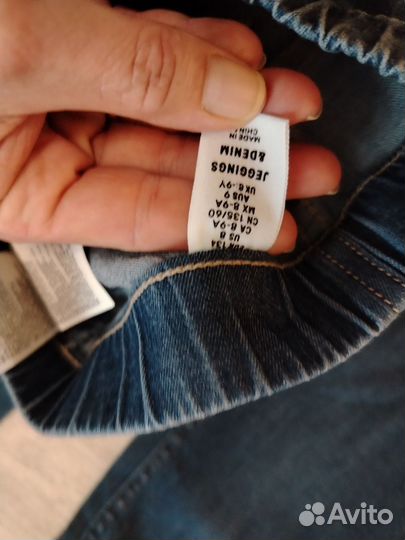 US 8
CA 8-9A
CN 135/60
MX 8-9A
AUS 9
UK 8-9Y
JEGGINGS
&DENIM
MADE IN
Avito